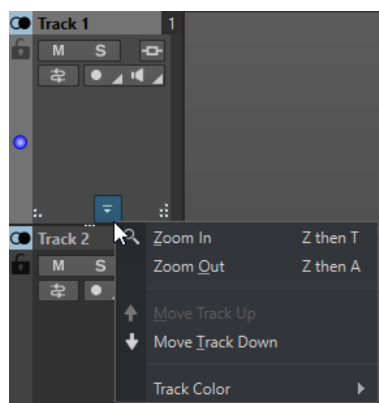 Track 1 1
M S
Track 2
M S
Zoom In Z then T
Zoom Out Z then A
Move Track Up
Move Track Down
Track Color